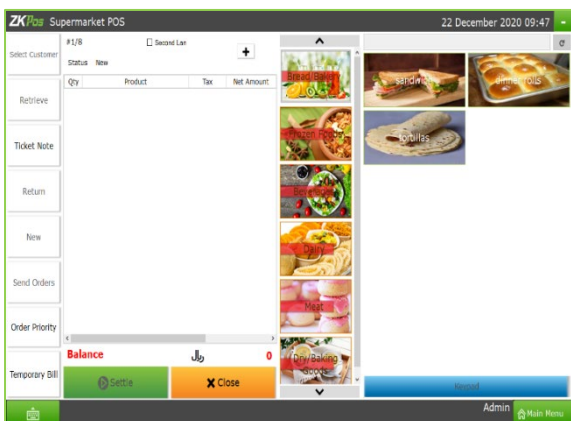 ZKPos Supermarket POS
22 December 2020 09:47
Select Customer
Retrieve
Ticket Note
Return
New
Send Orders
Order Priority
Temporary Bill
#1/8
Second Lan
+
Status New
Qty Product Tax Net Amount
Balance ﷼ 0
Settle
Close
Bread/Bakery
Frozen Foods
Beverages
Dairy
Meat
Dry/Baking
Goods
sandwich
dinner rolls
tortillas
Keypad
Admin
Main Menu